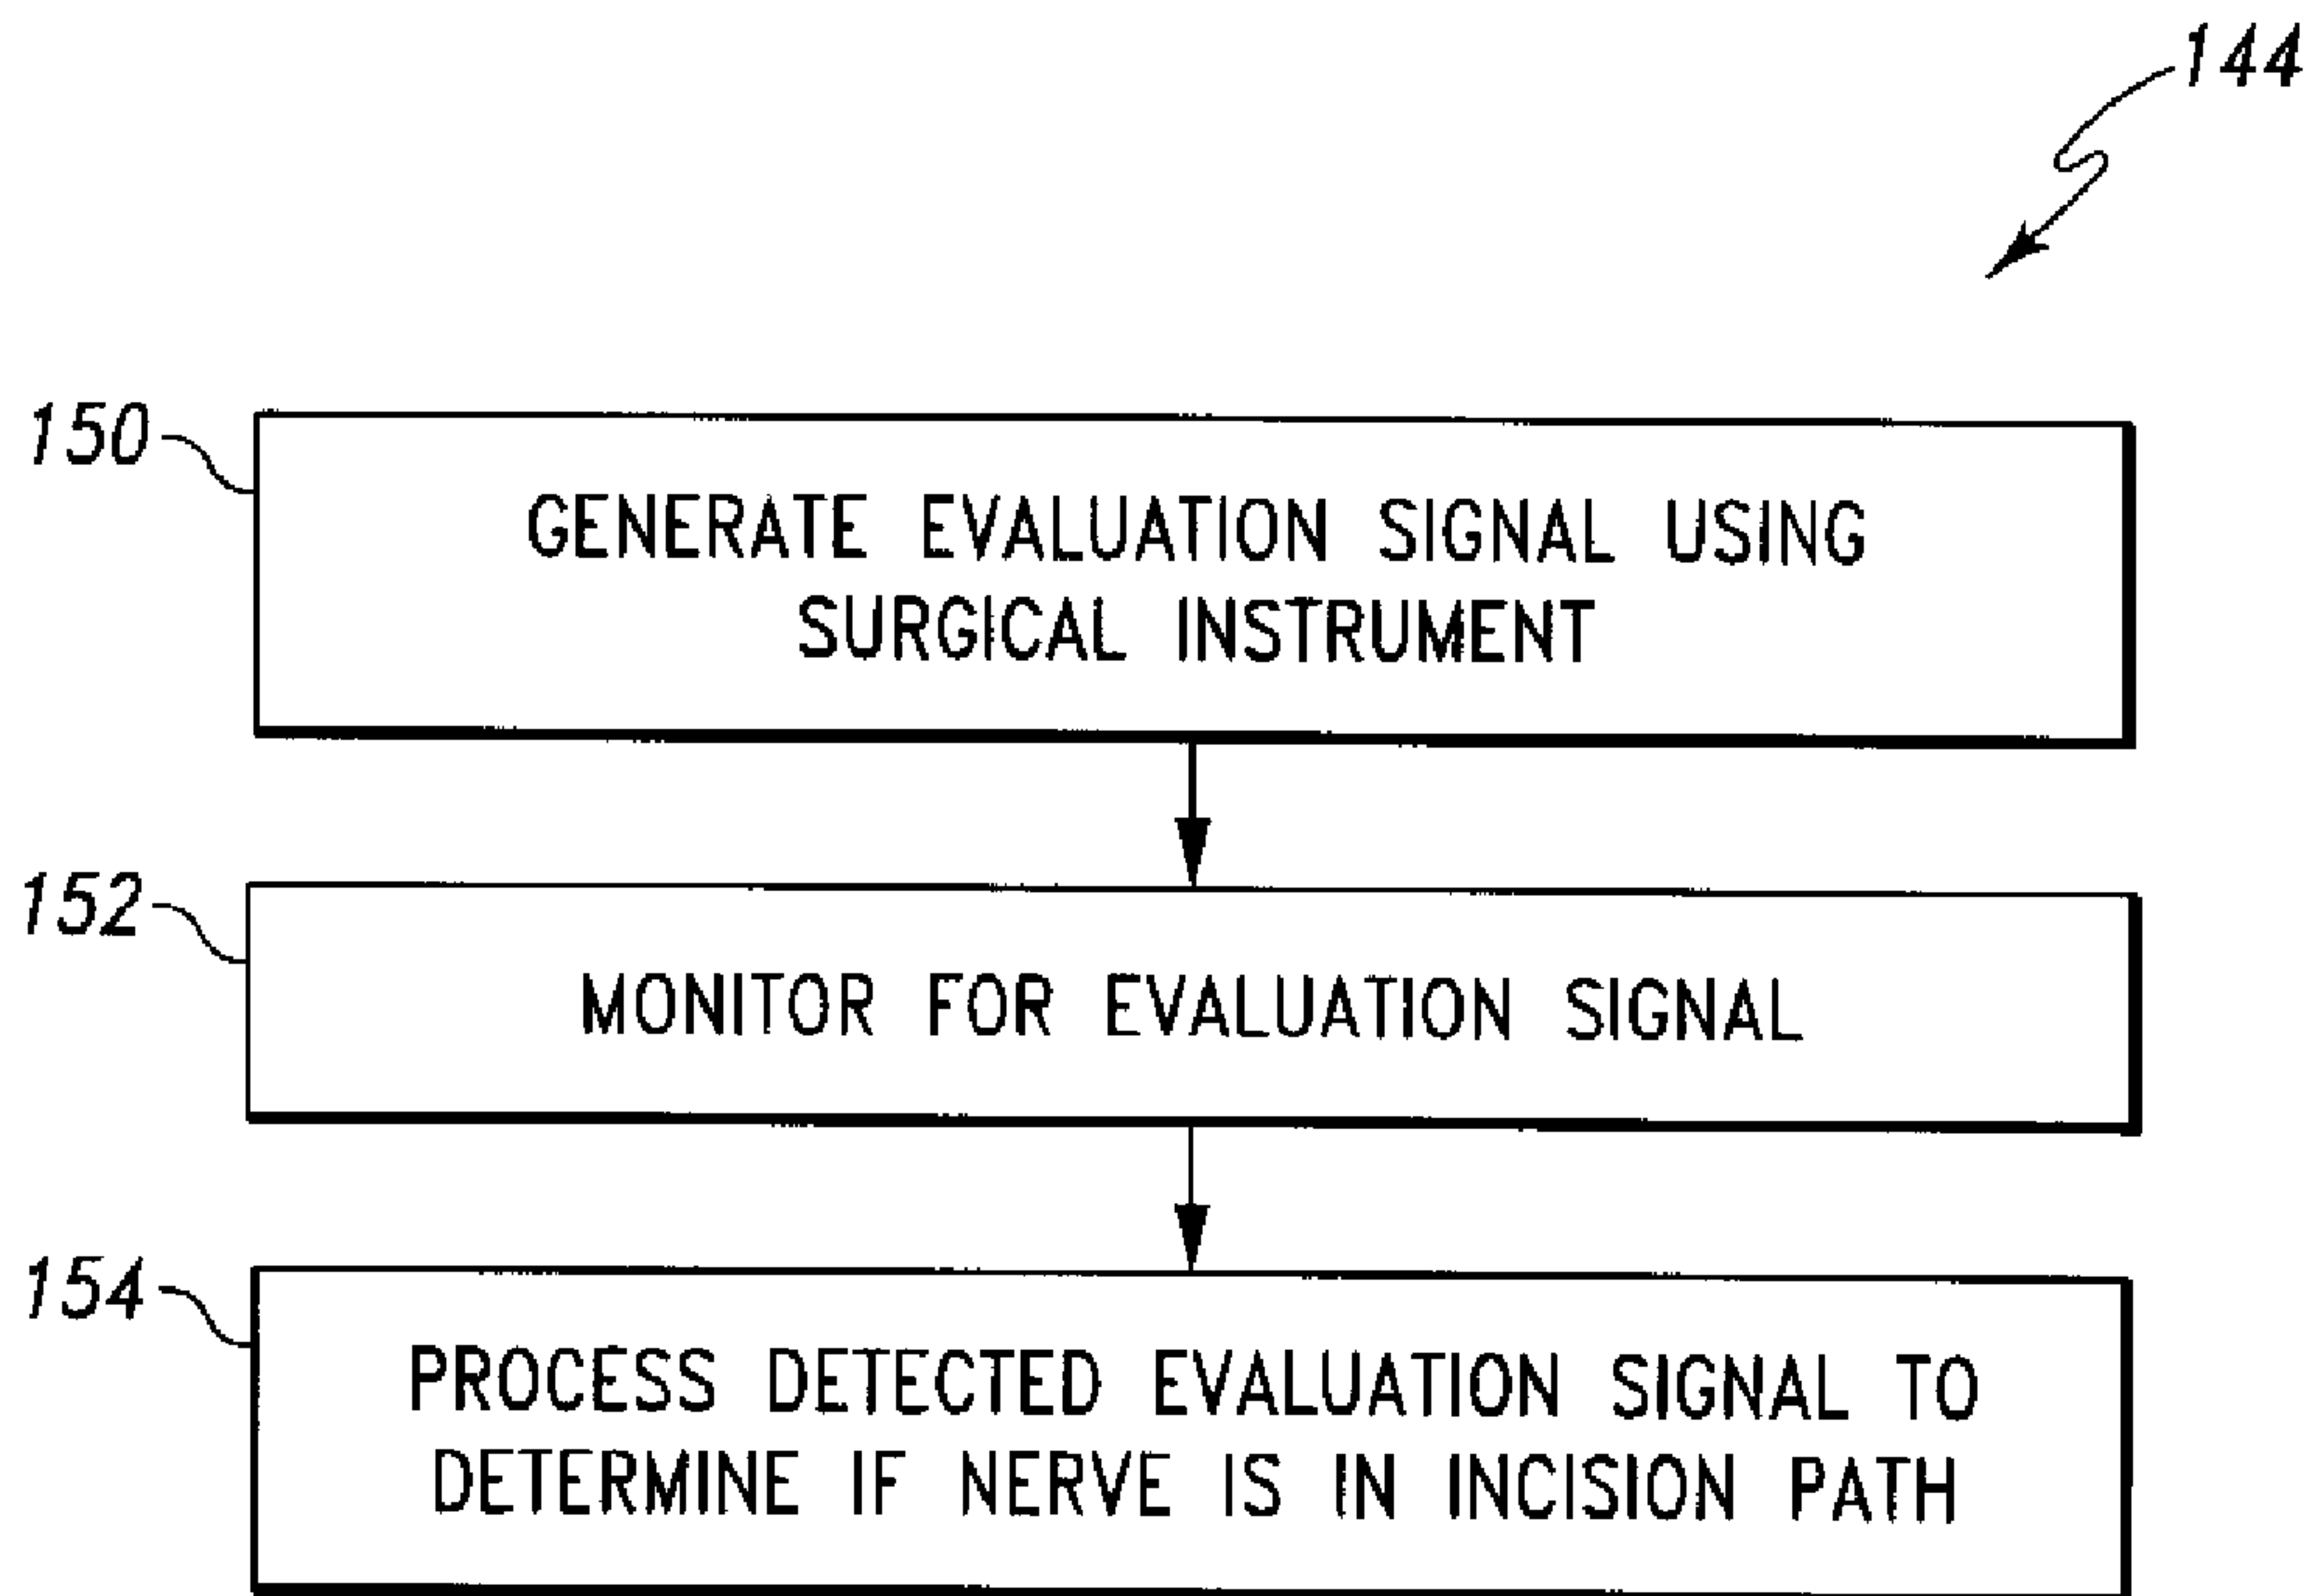 144
150
GENERATE EVALUATION SIGNAL USING
SURGICAL INSTRUMENT
152
MONITOR FOR EVALUATION SIGNAL
154
PROCESS DETECTED EVALUATION SIGNAL TO
DETERMINE IF NERVE IS IN INCISION PATH